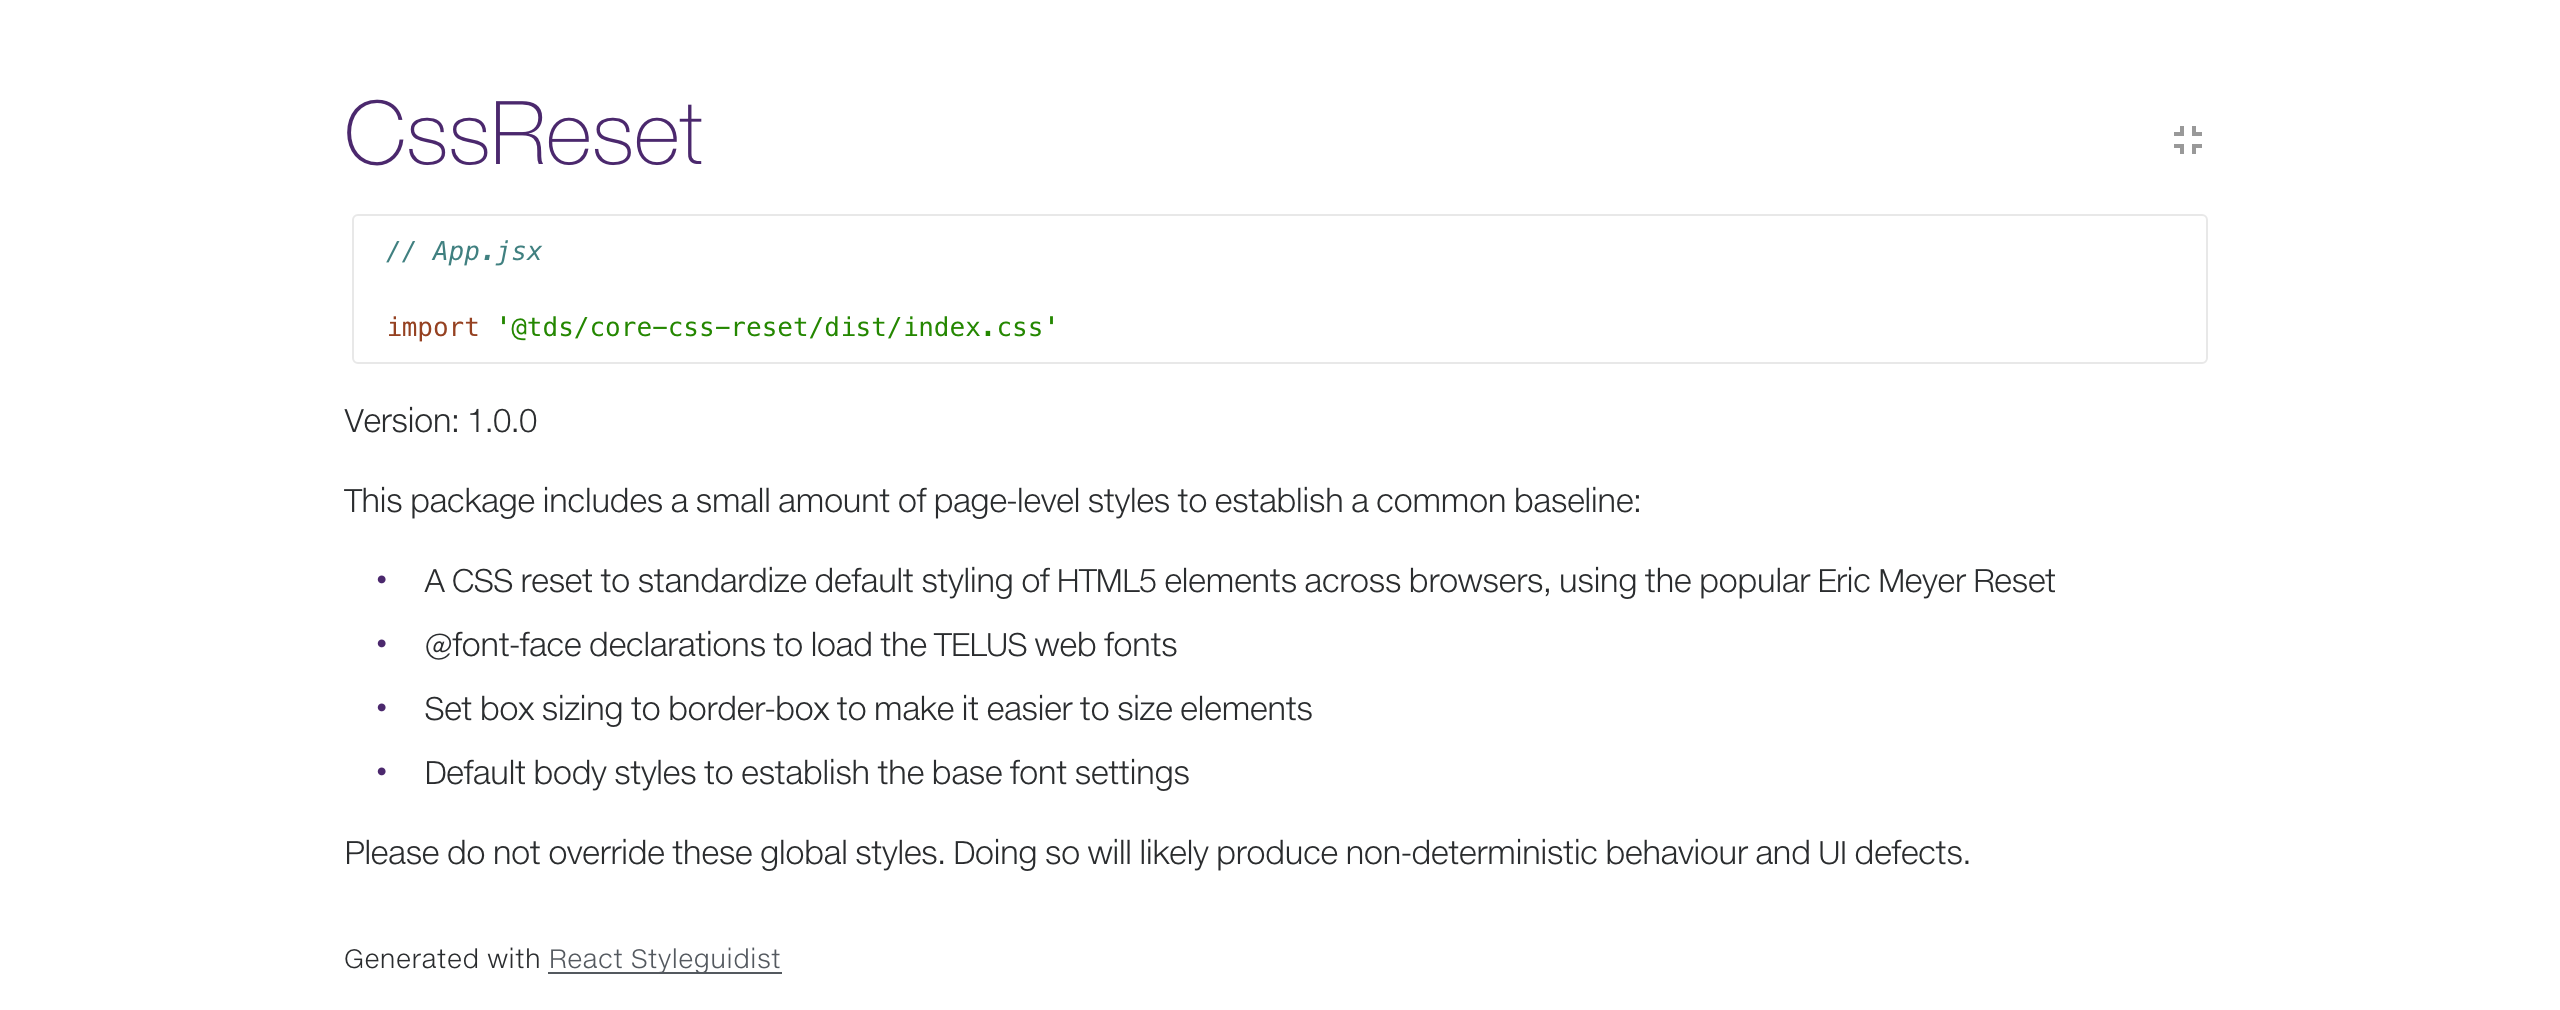 CssReset
// App.jsx
import '@tds/core-css-reset/dist/index.css'
Version: 1.0.0
This package includes a small amount of page-level styles to establish a common baseline:
• A CSS reset to standardize default styling of HTML5 elements across browsers, using the popular Eric Meyer Reset
• @font-face declarations to load the TELUS web fonts
• Set box sizing to border-box to make it easier to size elements
• Default body styles to establish the base font settings
Please do not override these global styles. Doing so will likely produce non-deterministic behaviour and UI defects.
Generated with React Styleguidist